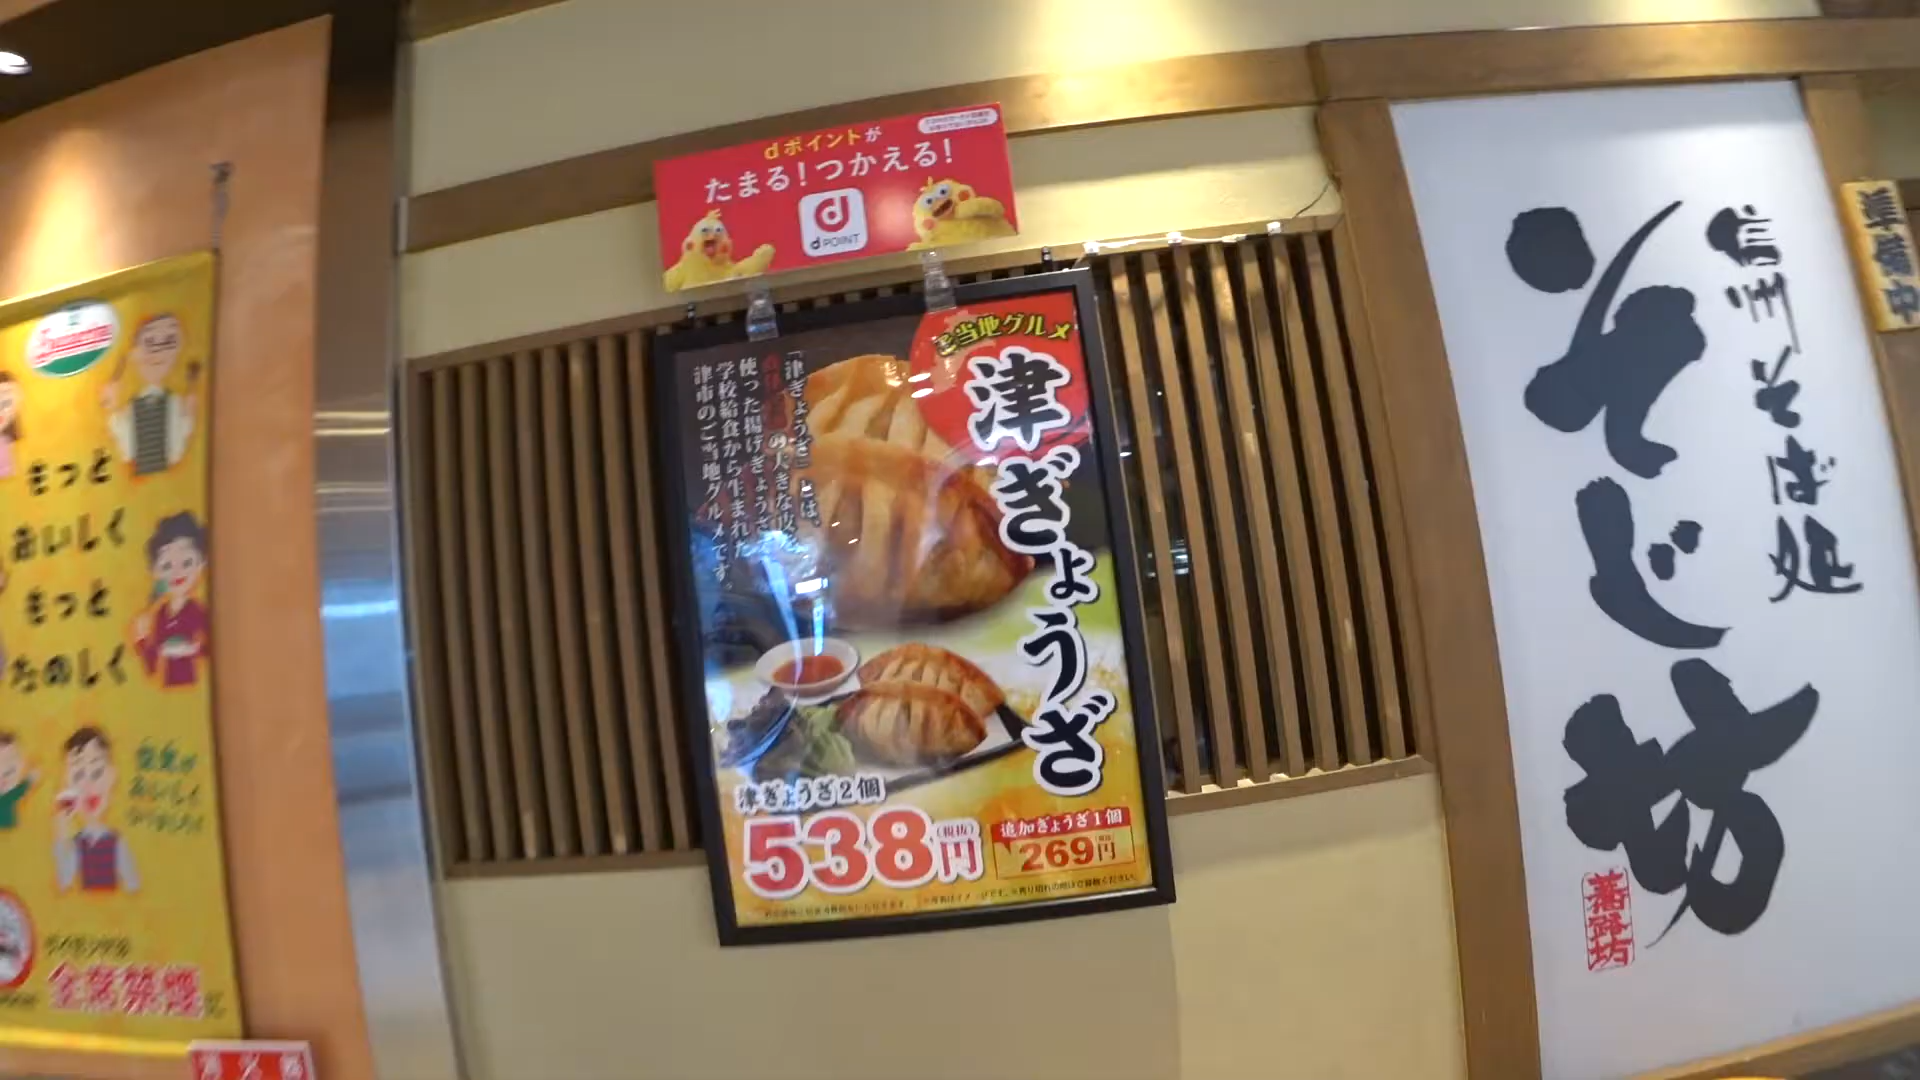 もっと
おいしく
もっと
たのしく
全席禁煙
dポイントが
たまる！つかえる！
d POINT
ご当地グルメ
津ぎょうざ
「津ぎょうざ」とは、
の大きな皮を
使った揚げぎょうざで
学校給食から生まれた
津市のご当地グルメです。
津ぎょうざ2個
538円(税抜)
追加ぎょうざ1個
269円
信州そば処
そじ坊
蕎路坊
準備中